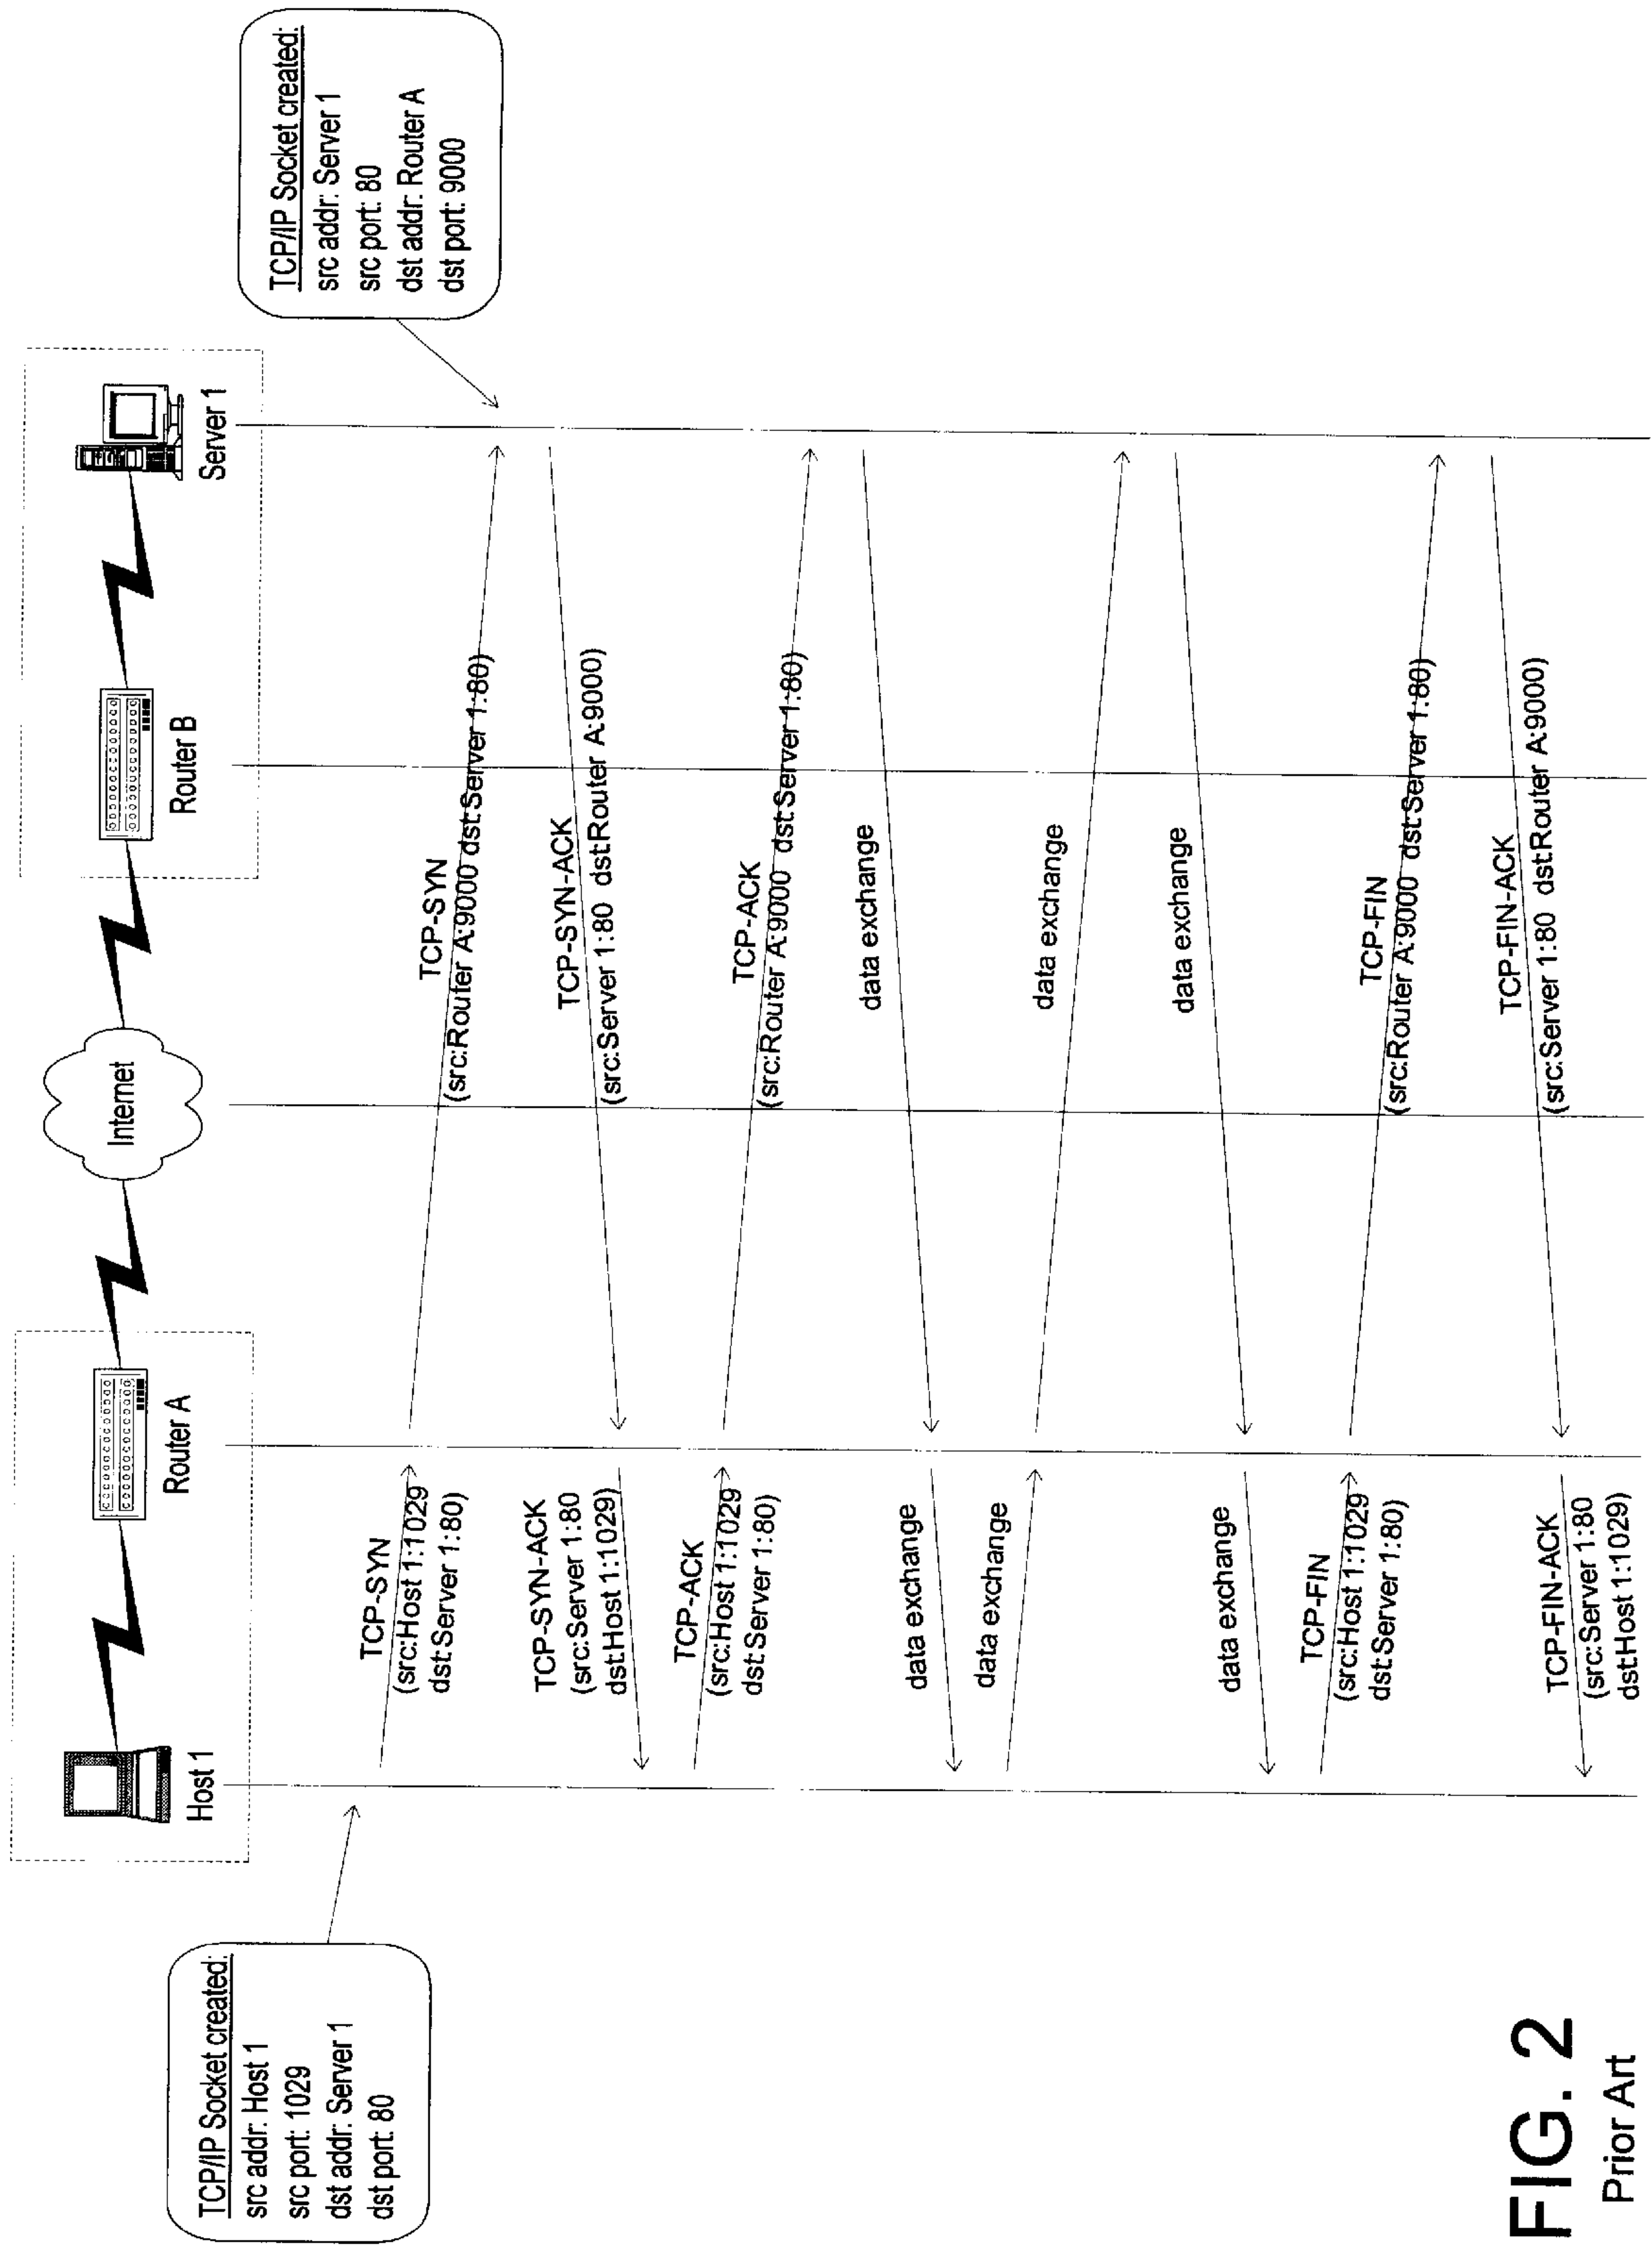 Host 1
Router A
Internet
Router B
Server 1
TCP/IP Socket created:
src addr: Host 1
src port: 1029
dst addr: Server 1
dst port: 80
TCP/IP Socket created:
src addr: Server 1
src port: 80
dst addr: Router A
dst port: 9000
TCP-SYN
(src:Host 1:1029
dst:Server 1:80)
TCP-SYN
(src:Router A:9000 dst:Server 1:80)
TCP-SYN-ACK
(src:Server 1:80 dst:Router A:9000)
TCP-SYN-ACK
(src:Server 1:80
dst:Host 1:1029)
TCP-ACK
(src:Host 1:1029
dst:Server 1:80)
TCP-ACK
(src:Router A:9000 dst:Server 1:80)
data exchange
data exchange
data exchange
data exchange
data exchange
data exchange
TCP-FIN
(src:Host 1:1029
dst:Server 1:80)
TCP-FIN
(src:Router A:9000 dst:Server 1:80)
TCP-FIN-ACK
(src:Server 1:80 dst:Router A:9000)
TCP-FIN-ACK
(src:Server 1:80
dst:Host 1:1029)
FIG. 2
Prior Art